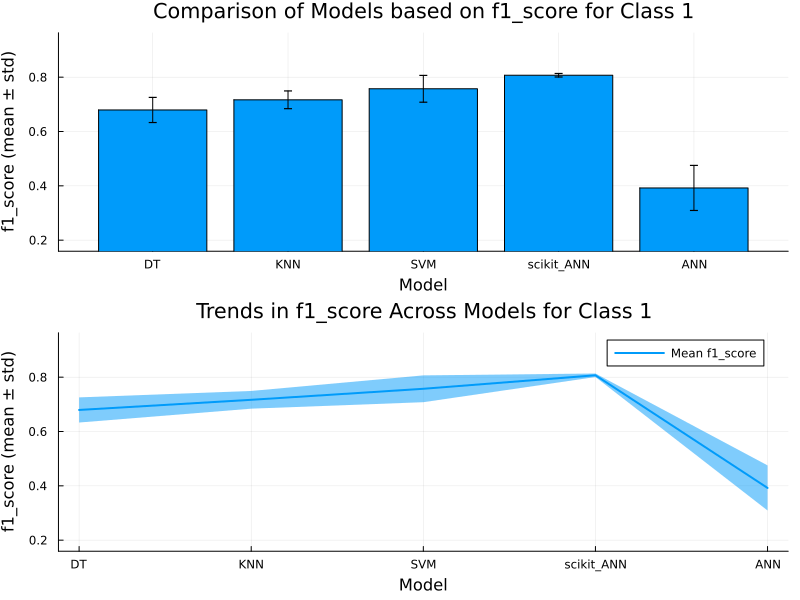 Comparison of Models based on f1_score for Class 1
f1_score (mean ± std)
0.8
0.6
0.4
0.2
DT KNN SVM scikit_ANN ANN
Model
Trends in f1_score Across Models for Class 1
Mean f1_score
f1_score (mean ± std)
0.8
0.6
0.4
0.2
DT KNN SVM scikit_ANN ANN
Model